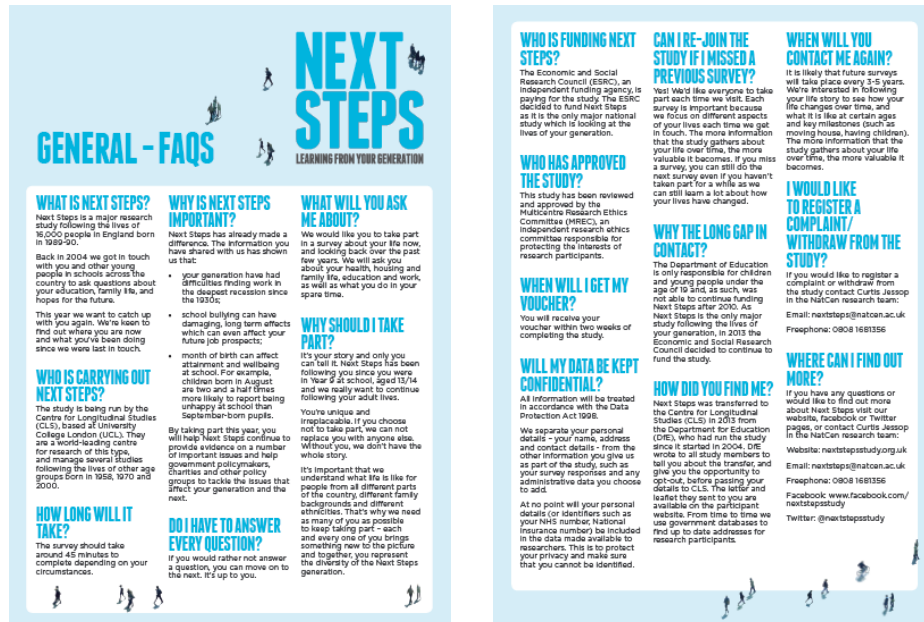 NEXT
STEPS
LEARNING FROM YOUR GENERATION
GENERAL - FAQS
WHAT IS NEXT STEPS?
Next Steps is a major research
study following the lives of
16,000 people in England born
in 1989-90.
Back in 2004 we got in touch
with you and other young
people in schools across the
country to ask questions about
your education, family life, and
hopes for the future.
This year we want to catch up
with you again. We're keen to
find out where you are now
and what you've been doing
since we were last in touch.
WHO IS CARRYING OUT
NEXT STEPS?
The study is being run by the
Centre for Longitudinal Studies
(CLS), based at University
College London (UCL). They
are a world-leading centre
for research of this type,
and manage several studies
following the lives of other age
groups born in 1958, 1970 and
2000.
HOW LONG WILL IT
TAKE?
The survey should take
around 45 minutes to
complete depending on your
circumstances.
WHY IS NEXT STEPS
IMPORTANT?
Next Steps has already made a
difference. The information you
have shared with us has shown
us that:
• your generation have had
difficulties finding work in
the deepest recession since
the 1930s;
• school bullying can have
damaging, long term effects
which can even affect your
future job prospects;
• month of birth can affect
attainment and wellbeing
at school. For example,
children born in August
are two and a half times
more likely to report being
unhappy at school than
September-born pupils.
By taking part this year, you
will help Next Steps continue to
provide evidence on a number
of important issues and help
government policymakers,
charities and other policy
groups to tackle the issues that
affect your generation and the
next.
DO I HAVE TO ANSWER
EVERY QUESTION?
If you would rather not answer
a question, you can move on to
the next. It's up to you.
WHAT WILL YOU ASK
ME ABOUT?
We would like you to take part
in a survey about your life now,
and looking back over the past
few years. We will ask you
about your health, housing and
family life, education and work,
as well as what you do in your
spare time.
WHY SHOULD I TAKE
PART?
It's your story and only you
can tell it. Next Steps has been
following you since you were
in Year 9 at school, aged 13/14
and we really want to continue
following your adult lives.
You're unique and
irreplaceable. If you choose
not to take part, we can not
replace you with anyone else.
Without you, we don't have the
whole story.
It's important that we
understand what life is like for
people from all different parts
of the country, different family
backgrounds and different
ethnicities. That's why we need
as many of you as possible
to keep taking part - each
and every one of you brings
something new to the picture
and together, you represent
the diversity of the Next Steps
generation.
WHO IS FUNDING NEXT
STEPS?
The Economic and Social
Research Council (ESRC), an
independent funding agency, is
paying for the study. The ESRC
decided to fund Next Steps
as it is the only major national
study which is looking at the
lives of your generation.
WHO HAS APPROVED
THE STUDY?
This study has been reviewed
and approved by the
Multicentre Research Ethics
Committee (MREC), an
independent research ethics
committee responsible for
protecting the interests of
research participants.
WHEN WILL I GET MY
VOUCHER?
You will receive your
voucher within two weeks of
completing the study.
WILL MY DATA BE KEPT
CONFIDENTIAL?
All information will be treated
in accordance with the Data
Protection Act 1998.
We separate your personal
details - your name, address
and contact details - from the
other information you give us
as part of the study, such as
your survey responses and any
administrative data you choose
to add.
At no point will your personal
details (or identifiers such as
your NHS number, National
Insurance number) be included
in the data made available to
researchers. This is to protect
your privacy and make sure
that you cannot be identified.
CAN I RE-JOIN THE
STUDY IF I MISSED A
PREVIOUS SURVEY?
Yes! We'd like everyone to take
part each time we visit. Each
survey is important because
we focus on different aspects
of your lives each time we get
in touch. The more information
that the study gathers about
your life over time, the more
valuable it becomes. If you miss
a survey, you can still do the
next survey even if you haven't
taken part for a while as we
can still learn a lot about how
your lives have changed.
WHY THE LONG GAP IN
CONTACT?
The Department of Education
is only responsible for children
and young people under the
age of 19 and, as such, was
not able to continue funding
Next Steps after 2010. As
Next Steps is the only major
study following the lives of
your generation, in 2013 the
Economic and Social Research
Council decided to continue to
fund the study.
HOW DID YOU FIND ME?
Next Steps was transferred to
the Centre for Longitudinal
Studies (CLS) in 2013 from
the Department for Education
(DfE), who had run the study
since it started in 2004. DfE
wrote to all study members to
tell you about the transfer, and
give you the opportunity to
opt-out, before passing your
details to CLS. The letter and
leaflet they sent to you are
available on the participant
website. From time to time we
use government databases to
find up to date addresses for
research participants.
WHEN WILL YOU
CONTACT ME AGAIN?
It is likely that future surveys
will take place every 3-5 years.
We're interested in following
your life story to see how your
life changes over time, and
what it is like at certain ages
and key milestones (such as
moving house, having children).
The more information that the
study gathers about your life
over time, the more valuable it
becomes.
I WOULD LIKE
TO REGISTER A
COMPLAINT/
WITHDRAW FROM THE
STUDY?
If you would like to register a
complaint or withdraw from
the study contact Curtis Jessop
in the NatCen research team:
Email: nextsteps@natcen.ac.uk
Freephone: 0808 1681356
WHERE CAN I FIND OUT
MORE?
If you have any questions or
would like to find out more
about Next Steps visit our
website, facebook or Twitter
pages, or contact Curtis Jessop
in the NatCen research team:
Website: nextstepsstudy.org.uk
Email: nextsteps@natcen.ac.uk
Freephone: 0808 1681356
Facebook: www.facebook.com/
nextstepsstudy
Twitter: @nextstepsstudy